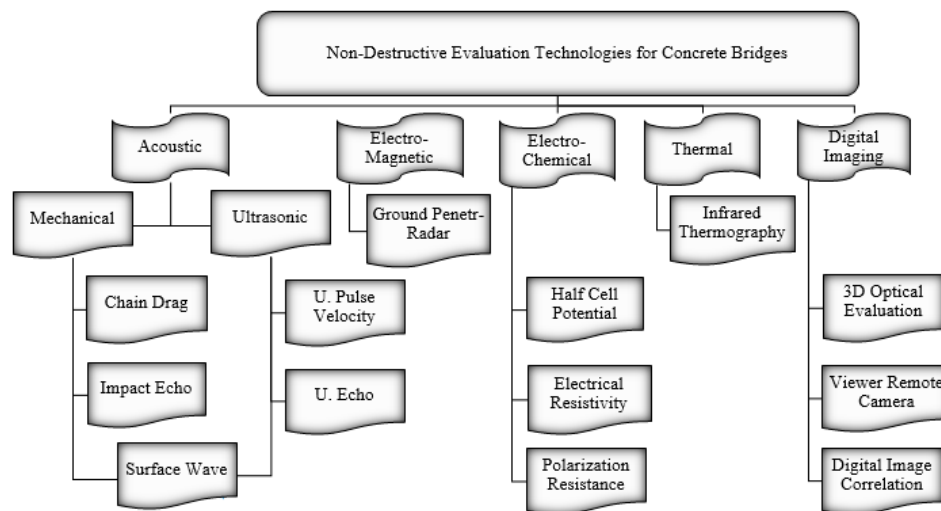 Non-Destructive Evaluation Technologies for Concrete Bridges
Acoustic
Electro-
Magnetic
Electro-
Chemical
Thermal
Digital
Imaging
Mechanical
Ultrasonic
Ground Penetr-
Radar
Infrared
Thermography
Chain Drag
U. Pulse
Velocity
Half Cell
Potential
3D Optical
Evaluation
Impact Echo
U. Echo
Electrical
Resistivity
Viewer Remote
Camera
Surface Wave
Polarization
Resistance
Digital Image
Correlation